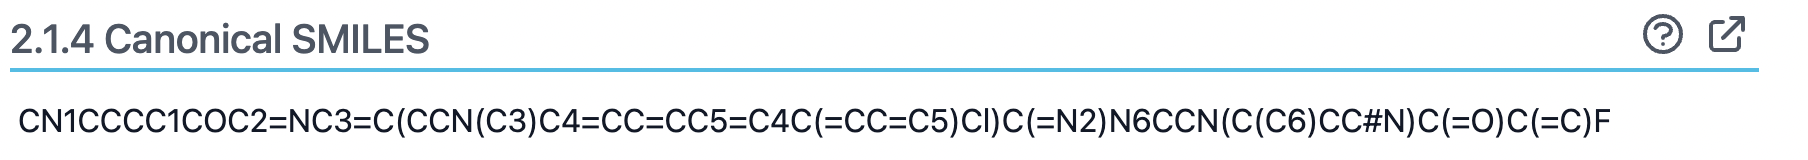 2.1.4 Canonical SMILES
CN1CCCC1COC2=NC3=C(CCN(C3)C4=CC=CC5=C4C(=CC=C5)Cl)C(=N2)N6CCN(C(C6)CC#N)C(=O)C(=C)F